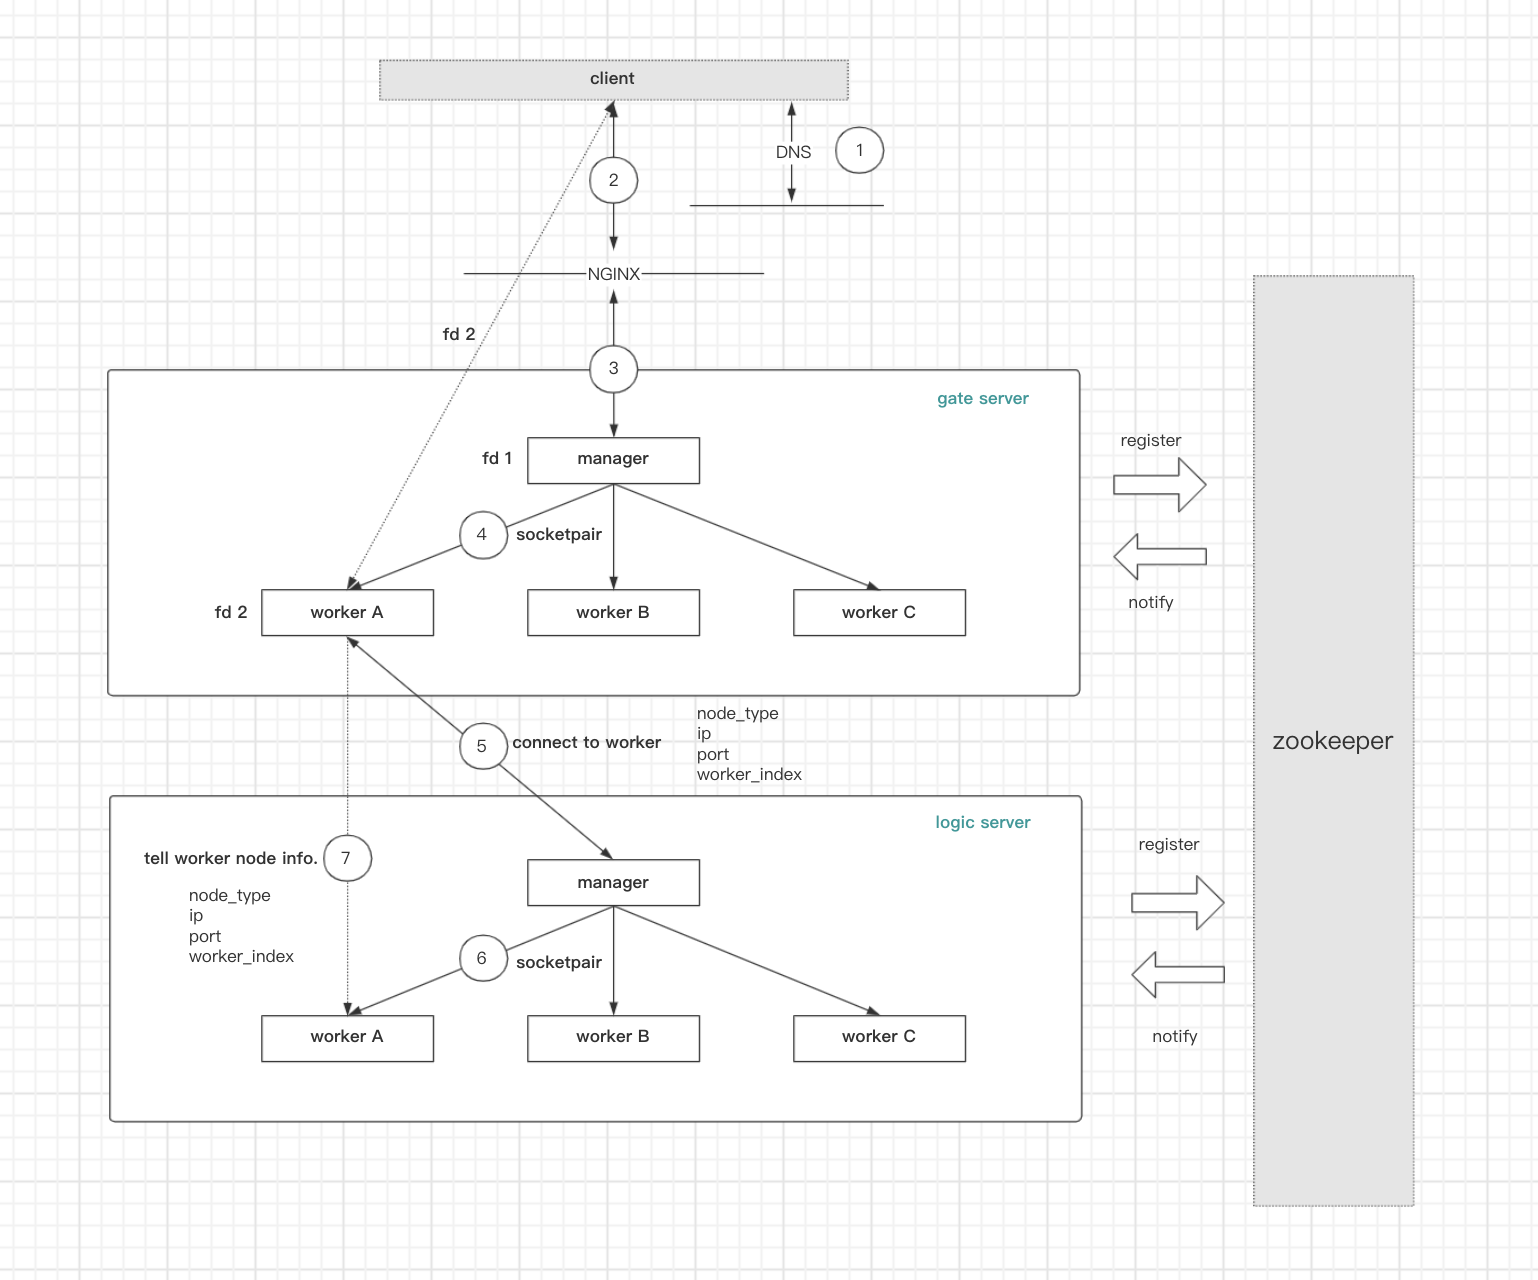 client
DNS
1
2
NGINX
fd 2
3
gate server
fd 1
manager
register
4
socketpair
notify
fd 2
worker A
worker B
worker C
node_type
ip
port
worker_index
5
connect to worker
zookeeper
logic server
register
tell worker node info.
7
node_type
ip
port
worker_index
manager
6
socketpair
notify
worker A
worker B
worker C